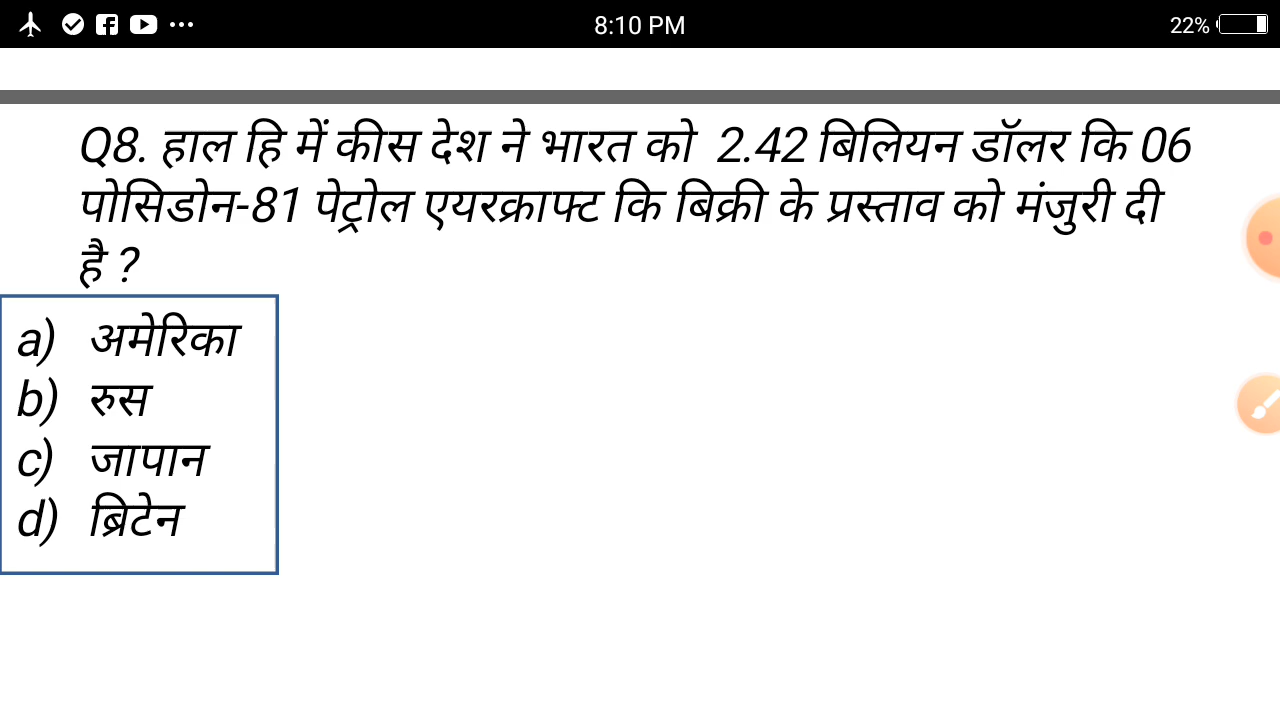 8:10 PM
22%
Q8. हाल हि में कीस देश ने भारत को 2.42 बिलियन डॉलर कि 06
पोसिडोन-81 पेट्रोल एयरक्राफ्ट कि बिक्री के प्रस्ताव को मंजुरी दी
है ?
a) अमेरिका
b) रुस
c) जापान
d) ब्रिटेन